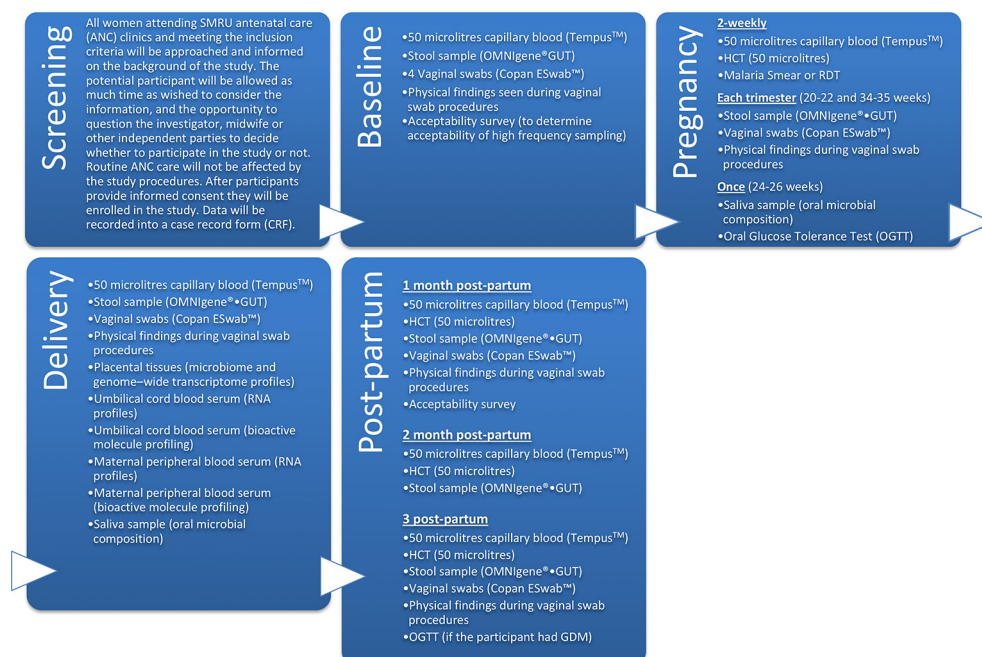 Screening
All women attending SMRU antenatal care
(ANC) clinics and meeting the inclusion
criteria will be approached and informed
on the background of the study. The
potential participant will be allowed as
much time as wished to consider the
information, and the opportunity to
question the investigator, midwife or
other independent parties to decide
whether to participate in the study or not.
Routine ANC care will not be affected by
the study procedures. After participants
provide informed consent they will be
enrolled in the study. Data will be
recorded into a case record form (CRF).
Baseline
•50 microlitres capillary blood (Tempus™)
•Stool sample (OMNIgene®GUT)
•4 Vaginal swabs (Copan ESwab™)
•Physical findings seen during vaginal
swab procedures
•Acceptability survey (to determine
acceptability of high frequency sampling)
Pregnancy
2-weekly
•50 microlitres capillary blood (Tempus™)
•HCT (50 microlitres)
•Malaria Smear or RDT
Each trimester (20-22 and 34-35 weeks)
•Stool sample (OMNIgene®•GUT)
•Vaginal swabs (Copan ESwab™)
•Physical findings during vaginal swab
procedures
Once (24-26 weeks)
•Saliva sample (oral microbial
composition)
•Oral Glucose Tolerance Test (OGTT)
Delivery
•50 microlitres capillary blood (Tempus™)
•Stool sample (OMNIgene®•GUT)
•Vaginal swabs (Copan ESwab™)
•Physical findings during vaginal swab
procedures
•Placental tissues (microbiome and
genome–wide transcriptome profiles)
•Umbilical cord blood serum (RNA
profiles)
•Umbilical cord blood serum (bioactive
molecule profiling)
•Maternal peripheral blood serum (RNA
profiles)
•Maternal peripheral blood serum
(bioactive molecule profiling)
•Saliva sample (oral microbial
composition)
Post-partum
1 month post-partum
•50 microlitres capillary blood (Tempus™)
•HCT (50 microlitres)
•Stool sample (OMNIgene®•GUT)
•Vaginal swabs (Copan ESwab™)
•Physical findings during vaginal swab
procedures
•Acceptability survey
2 month post-partum
•50 microlitres capillary blood (Tempus™)
•HCT (50 microlitres)
•Stool sample (OMNIgene®•GUT)
3 post-partum
•50 microlitres capillary blood (Tempus™)
•HCT (50 microlitres)
•Stool sample (OMNIgene®•GUT)
•Vaginal swabs (Copan ESwab™)
•Physical findings during vaginal swab
procedures
•OGTT (if the participant had GDM)